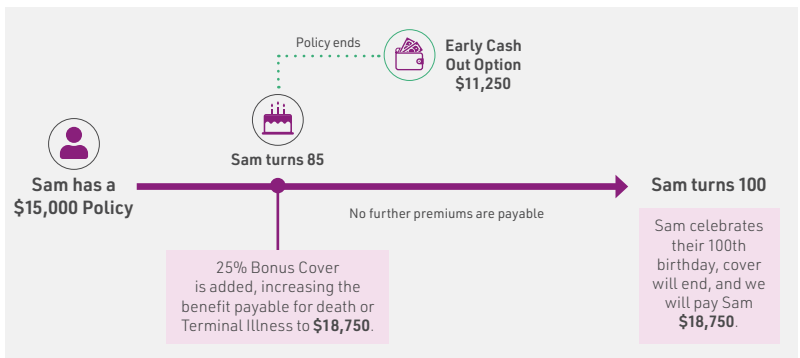 Policy ends
Early Cash
Out Option
$11,250
Sam turns 85
Sam has a
$15,000 Policy
Sam turns 100
No further premiums are payable
25% Bonus Cover
is added, increasing the
benefit payable for death or
Terminal Illness to $18,750.
Sam celebrates
their 100th
birthday, cover
will end, and we
will pay Sam
$18,750.